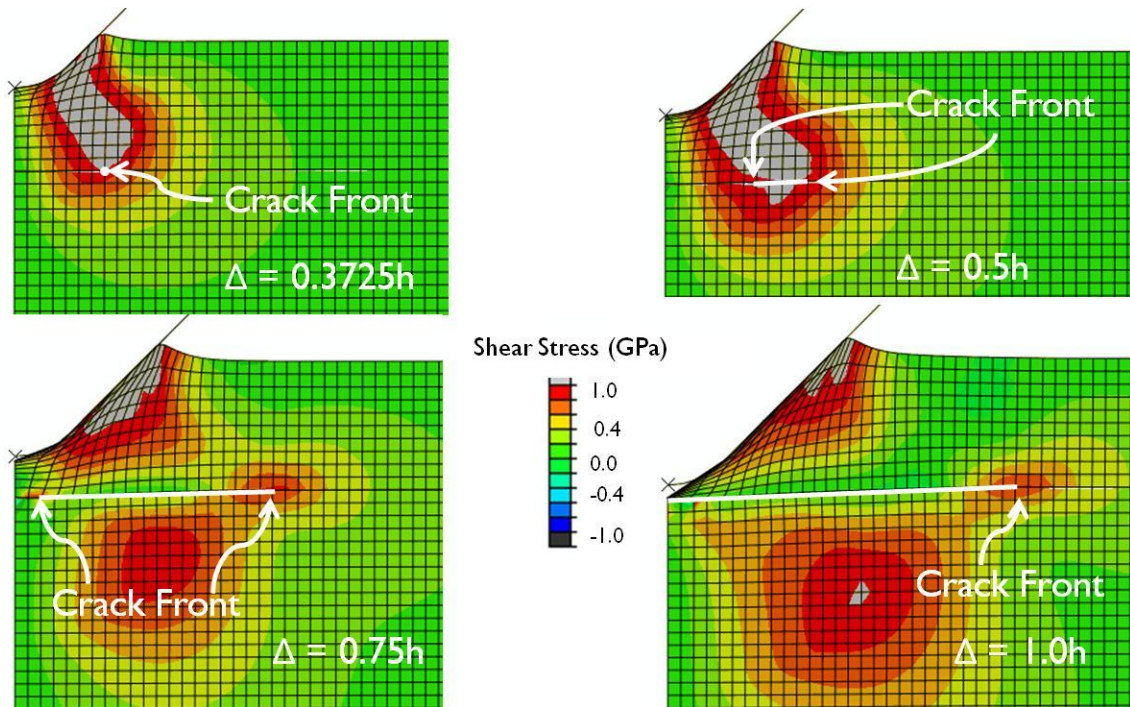 Crack Front
Δ = 0.3725h
Crack Front
Δ = 0.5h
Shear Stress (GPa)
1.0
0.4
0.0
-0.4
-1.0
Crack Front
Δ = 0.75h
Crack Front
Δ = 1.0h